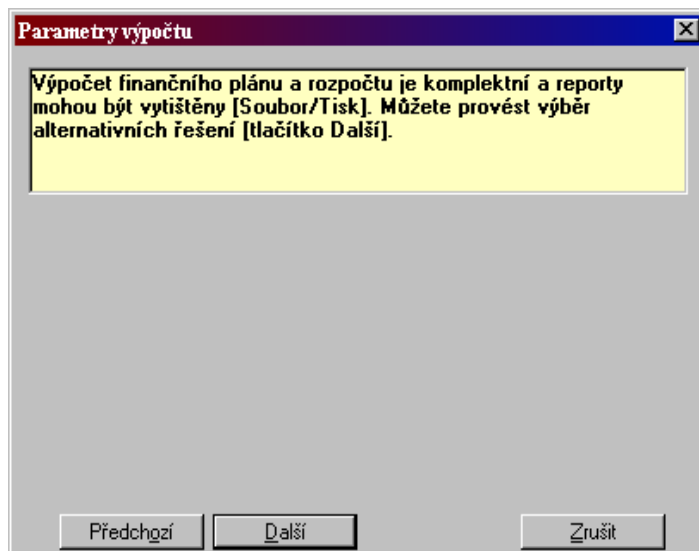 Parametry výpočtu
Výpočet finančního plánu a rozpočtu je komplektní a reporty
mohou být vytištěny [Soubor/Tisk]. Můžete provést výběr
alternativních řešení [tlačítko Další].
Předchozí Další Zrušit